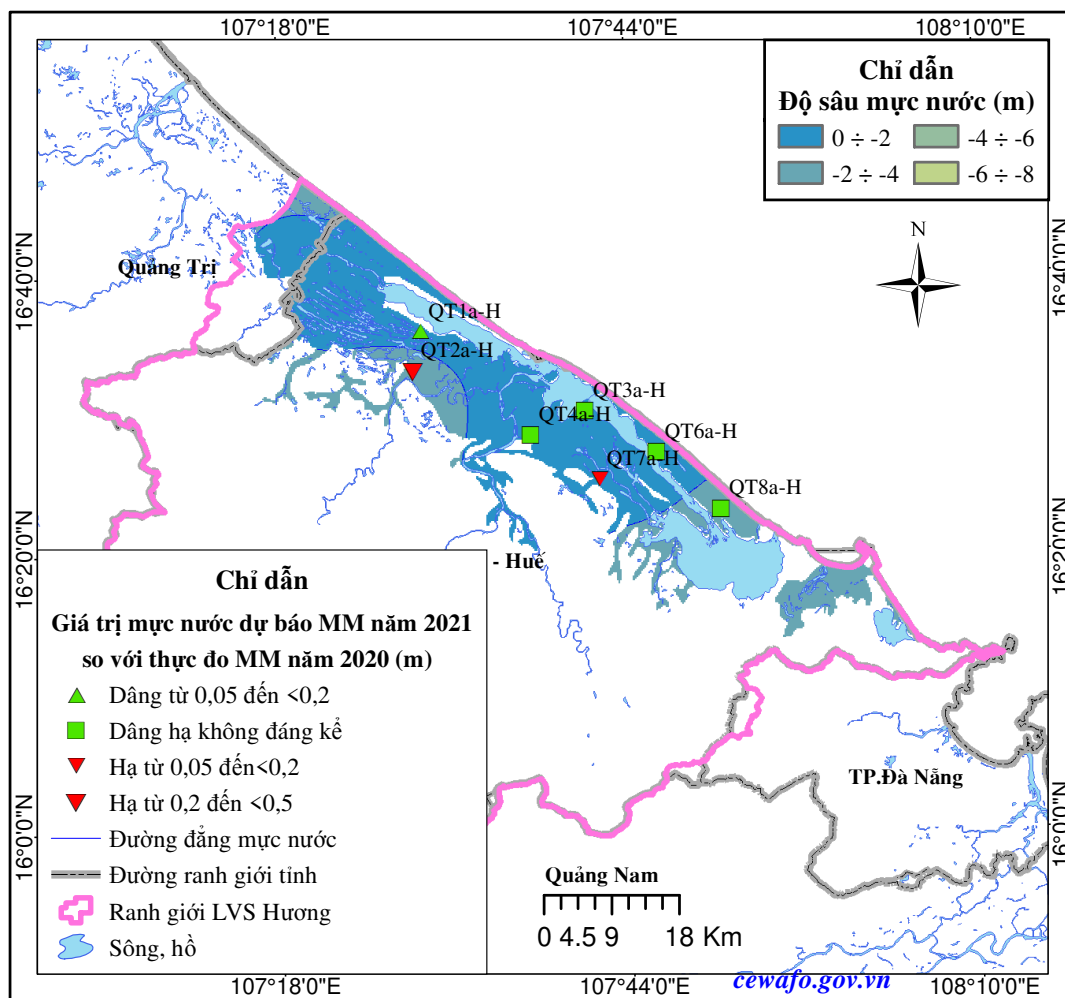 107°18'0"E
107°44'0"E
108°10'0"E
Chỉ dẫn
Độ sâu mực nước (m)
0 ÷ -2
-4 ÷ -6
-2 ÷ -4
-6 ÷ -8
N
16°40'0"N
16°40'0"N
Quảng Trị
QT1a-H
QT2a-H
QT3a-H
QT4a-H
QT6a-H
QT7a-H
QT8a-H
- Huế
16°20'0"N
16°20'0"N
Chỉ dẫn
Giá trị mực nước dự báo MM năm 2021
so với thực đo MM năm 2020 (m)
Dâng từ 0,05 đến <0,2
Dâng hạ không đáng kể
Hạ từ 0,05 đến<0,2
Hạ từ 0,2 đến <0,5
Đường đẳng mực nước
Đường ranh giới tỉnh
Ranh giới LVS Hương
Sông, hồ
TP.Đà Nẵng
16°0'0"N
16°0'0"N
Quảng Nam
0 4.5 9 18 Km
cewafo.gov.vn
107°18'0"E
107°44'0"E
108°10'0"E